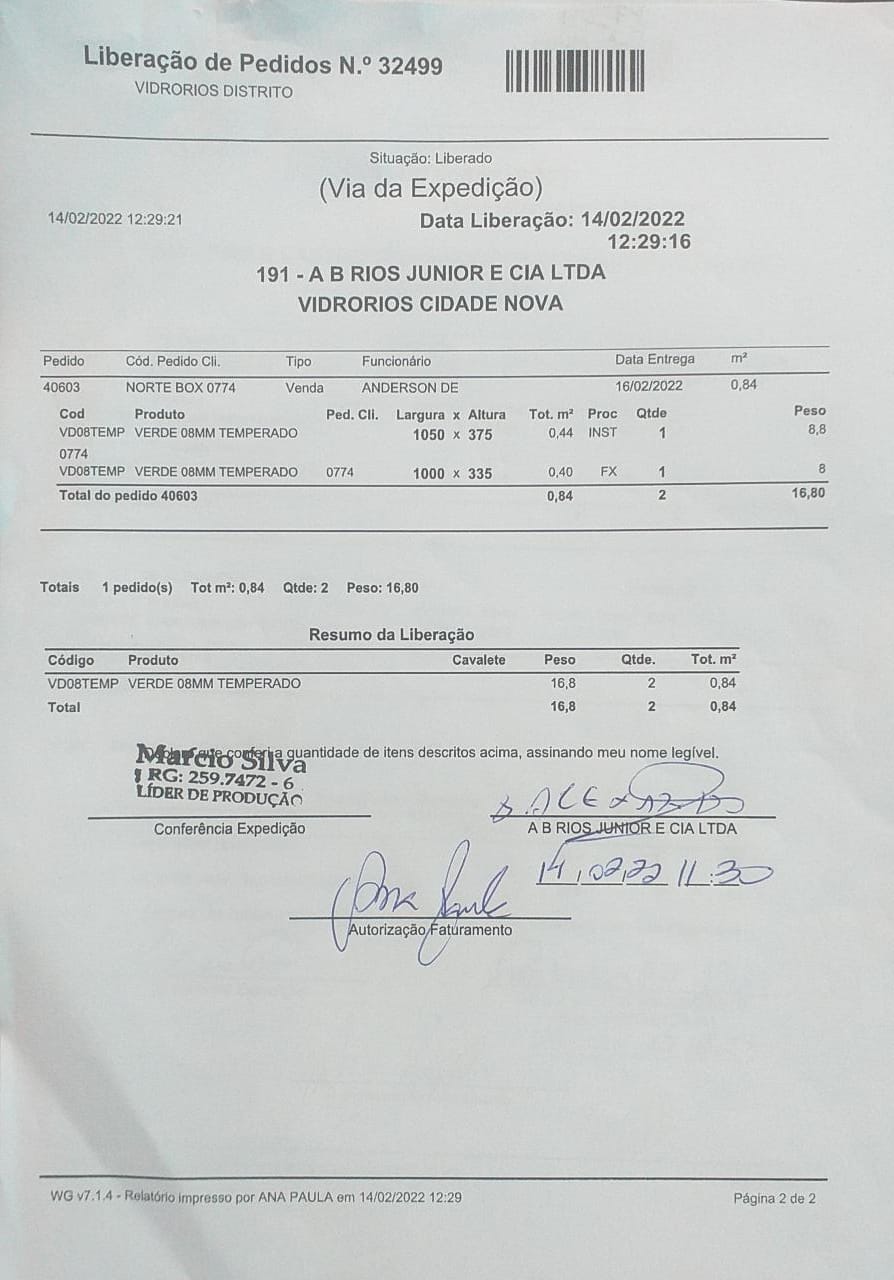 Liberação de Pedidos N.º 32499
VIDRORIOS DISTRITO
Situação: Liberado
(Via da Expedição)
14/02/2022 12:29:21 Data Liberação: 14/02/2022
12:29:16
191 - A B RIOS JUNIOR E CIA LTDA
VIDRORIOS CIDADE NOVA
Pedido Cód. Pedido Cli. Tipo Funcionário Data Entrega m²
40603 NORTE BOX 0774 Venda ANDERSON DE 16/02/2022 0,84
Cod Produto Ped. Cli. Largura x Altura Tot. m² Proc Qtde Peso
VD08TEMP VERDE 08MM TEMPERADO 1050 x 375 0,44 INST 1 8,8
0774
VD08TEMP VERDE 08MM TEMPERADO 0774 1000 x 335 0,40 FX 1 8
Total do pedido 40603 0,84 2 16,80
Totais 1 pedido(s) Tot m²: 0,84 Qtde: 2 Peso: 16,80
Resumo da Liberação
Código Produto Cavalete Peso Qtde. Tot. m²
VD08TEMP VERDE 08MM TEMPERADO 16,8 2 0,84
Total 16,8 2 0,84
que conferi a quantidade de itens descritos acima, assinando meu nome legível.
Marcio Silva
RG: 259.7472 - 6
LÍDER DE PRODUÇÃO
Conferência Expedição A B RIOS JUNIOR E CIA LTDA
14,02,22 11:30
Ana Paula
Autorização Faturamento
WG v7.1.4 - Relatório impresso por ANA PAULA em 14/02/2022 12:29 Página 2 de 2